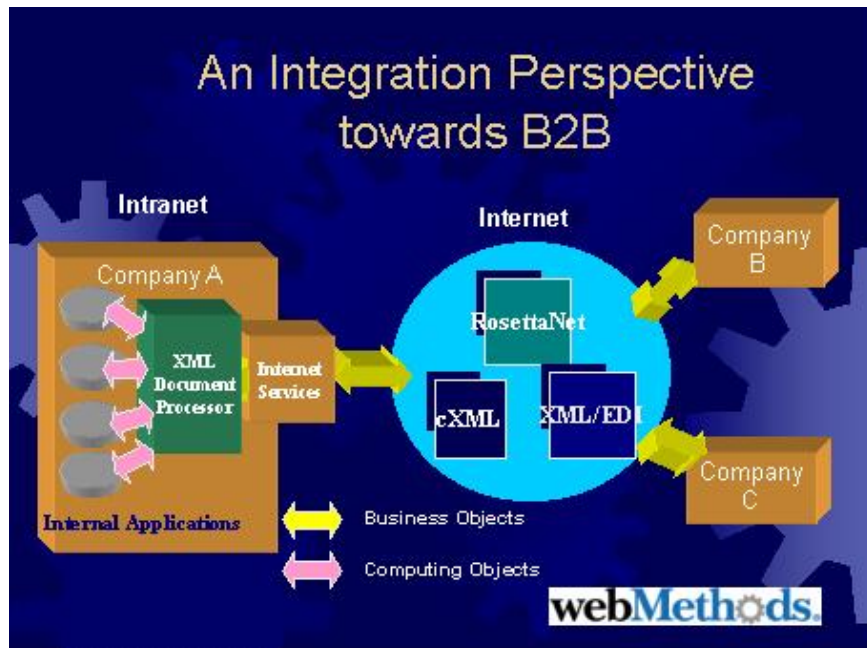 An Integration Perspective
towards B2B
Intranet
Internet
Company A
XML
Document
Processor
Internet
Services
Internal Applications
RosettaNet
cXML
XML/EDI
Company
B
Company
C
Business Objects
Computing Objects
webMethods.